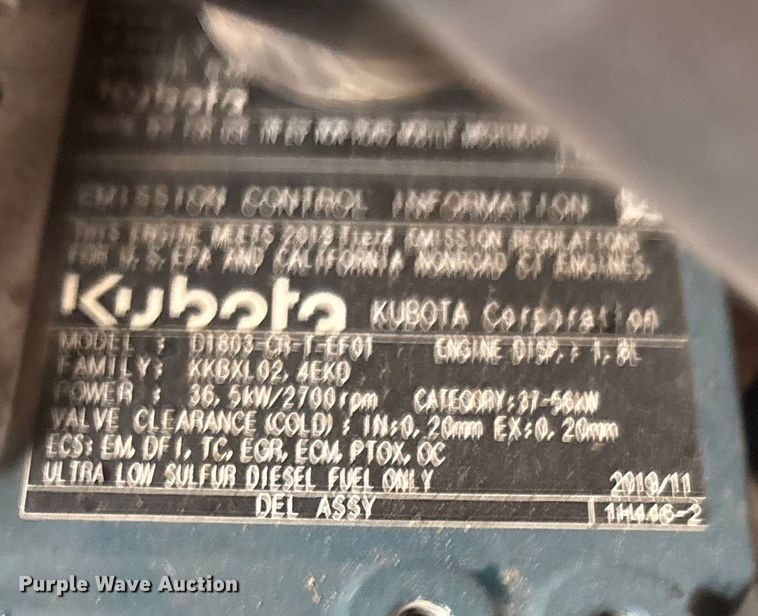 Kubota
EMISSION CONTROL INFORMATION
THIS ENGINE MEETS 2019 Tier4 EMISSION REGULATIONS
FOR U.S.EPA AND CALIFORNIA NONROAD CI ENGINES.
Kubota KUBOTA Corporation
MODEL : D1803-CR-T-EF01 ENGINE DISP. : 1.8L
FAMILY: KKBXL02.4EKD
POWER : 36.5kW/2700rpm CATEGORY:37-56kW
VALVE CLEARANCE(COLD) : IN:0.20mm EX:0.20mm
ECS: EM, DFI, TC, EGR, ECM, PTOX, OC
ULTRA LOW SULFUR DIESEL FUEL ONLY 2019/11
DEL ASSY 1H446-2
Purple Wave Auction